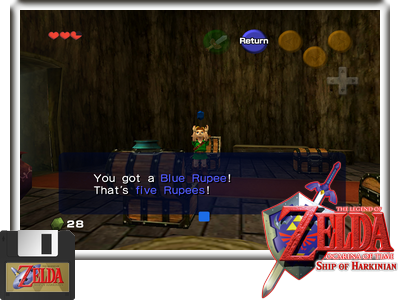 Return
You got a Blue Rupee!
That's five Rupees!
28
THE LEGEND OF
ZELDA
OCARINA OF TIME
SHIP OF HARKINIAN
ZELDA